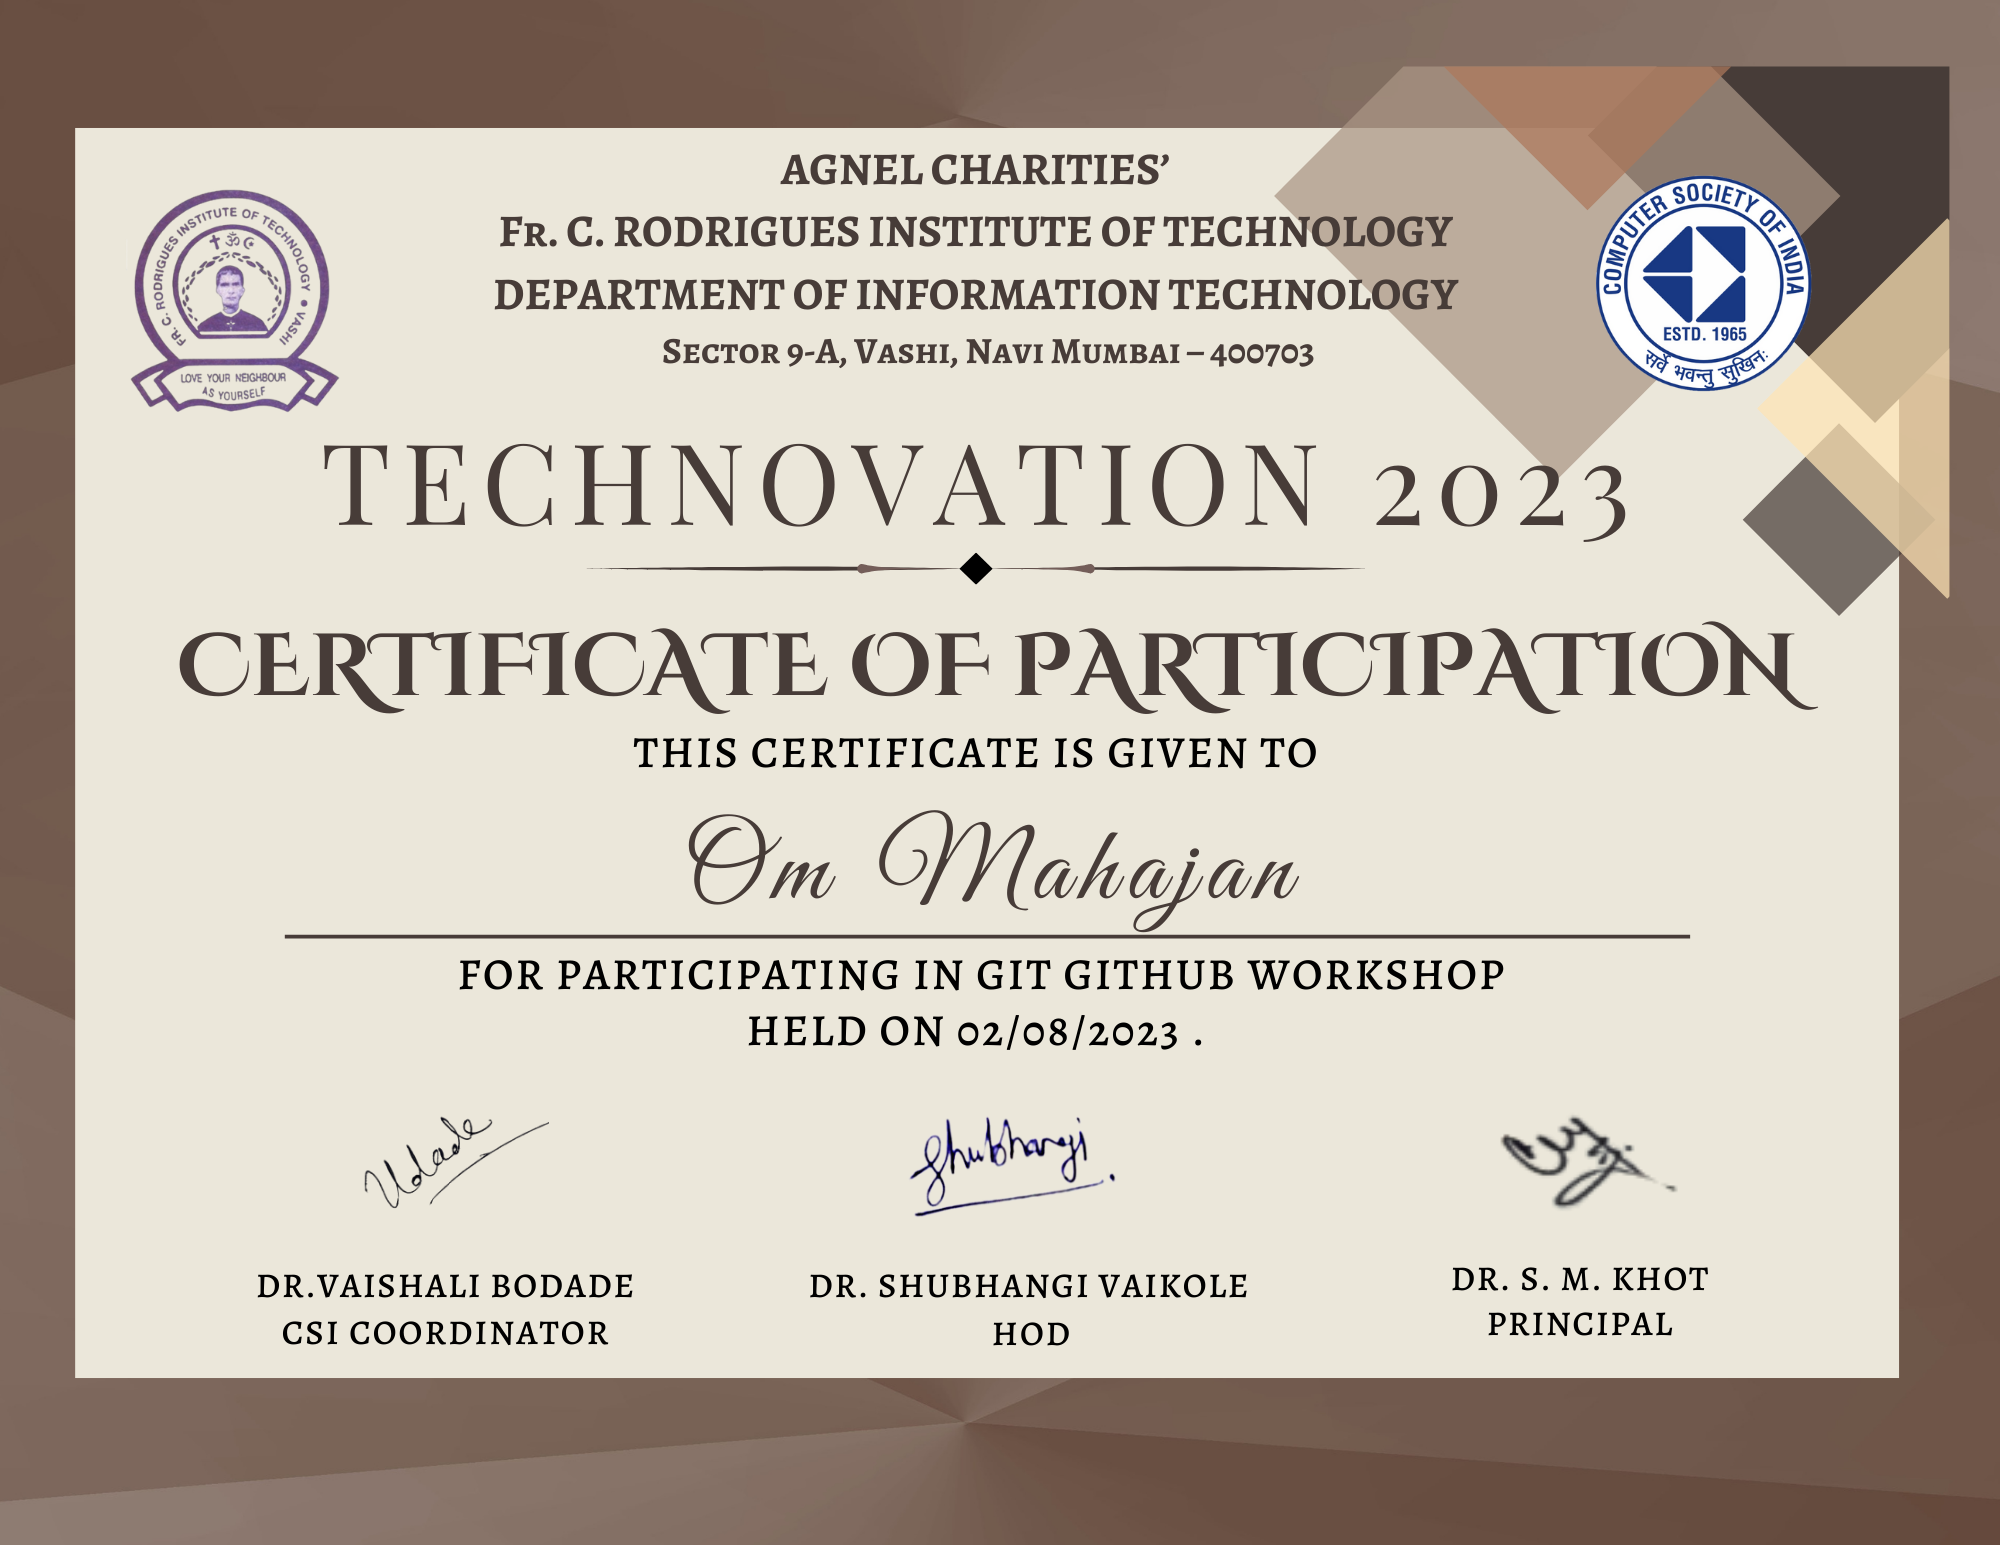 AGNEL CHARITIES’
FR. C. RODRIGUES INSTITUTE OF TECHNOLOGY
DEPARTMENT OF INFORMATION TECHNOLOGY
SECTOR 9-A, VASHI, NAVI MUMBAI – 400703
FR. C. RODRIGUES INSTITUTE OF TECHNOLOGY • VASHI
ॐ
LOVE YOUR NEIGHBOUR
AS YOURSELF
COMPUTER SOCIETY OF INDIA
ESTD. 1965
सर्वे भवन्तु सुखिनः
TECHNOVATION 2023
CERTIFICATE OF PARTICIPATION
THIS CERTIFICATE IS GIVEN TO
Om Mahajan
FOR PARTICIPATING IN GIT GITHUB WORKSHOP
HELD ON 02/08/2023 .
Shubhangi
DR.VAISHALI BODADE
CSI COORDINATOR
DR. SHUBHANGI VAIKOLE
HOD
DR. S. M. KHOT
PRINCIPAL